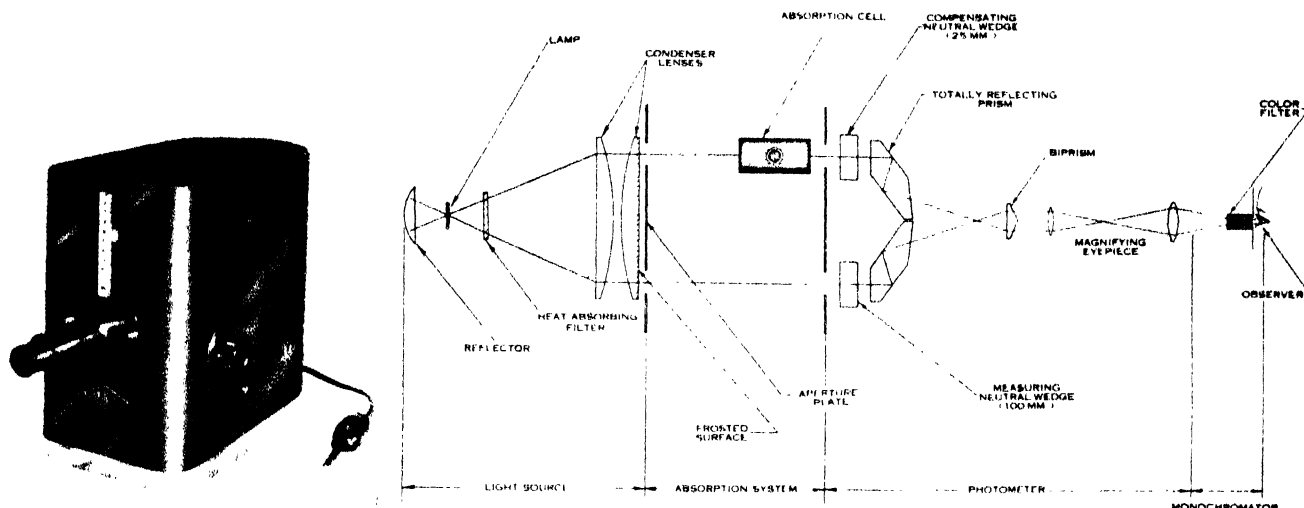 ABSORPTION CELL
COMPENSATING
NEUTRAL WEDGE
(25 MM)
LAMP
CONDENSER
LENSES
TOTALLY REFLECTING
PRISM
COLOR
FILTER
BIPRISM
MAGNIFYING
EYEPIECE
OBSERVER
HEAT ABSORBING
FILTER
REFLECTOR
APERTURE
PLATE
MEASURING
NEUTRAL WEDGE
(100 MM)
FROSTED
SURFACE
LIGHT SOURCE
ABSORPTION SYSTEM
PHOTOMETER
MONOCHROMATOR